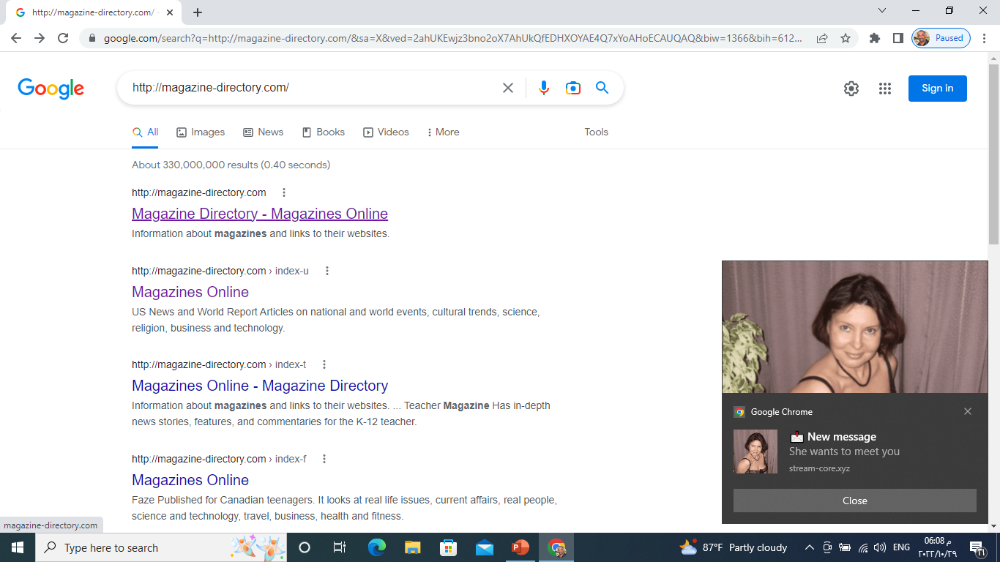 http://magazine-directory.com/
google.com/search?q=http://magazine-directory.com/&sa=X&ved=2ahUKEwjz3bno2oX7AhUkQfEDHXOYAE4Q7xYoAHoECAUQAQ&biw=1366&bih=612...
Paused
Google
http://magazine-directory.com/
Sign in
All
Images
News
Books
Videos
More
Tools
About 330,000,000 results (0.40 seconds)
http://magazine-directory.com
Magazine Directory - Magazines Online
Information about magazines and links to their websites.
http://magazine-directory.com › index-u
Magazines Online
US News and World Report Articles on national and world events, cultural trends, science,
religion, business and technology.
http://magazine-directory.com › index-t
Magazines Online - Magazine Directory
Information about magazines and links to their websites. ... Teacher Magazine Has in-depth
news stories, features, and commentaries for the K-12 teacher.
http://magazine-directory.com › index-f
Magazines Online
Faze Published for Canadian teenagers. It looks at real life issues, current affairs, real people,
science and technology, travel, business, health and fitness.
Google Chrome
New message
She wants to meet you
stream-core.xyz
Close
magazine-directory.com
Type here to search
87°F Partly cloudy
ENG
06:08 م
٢٠٢٢/١٠/٢٩
١٦